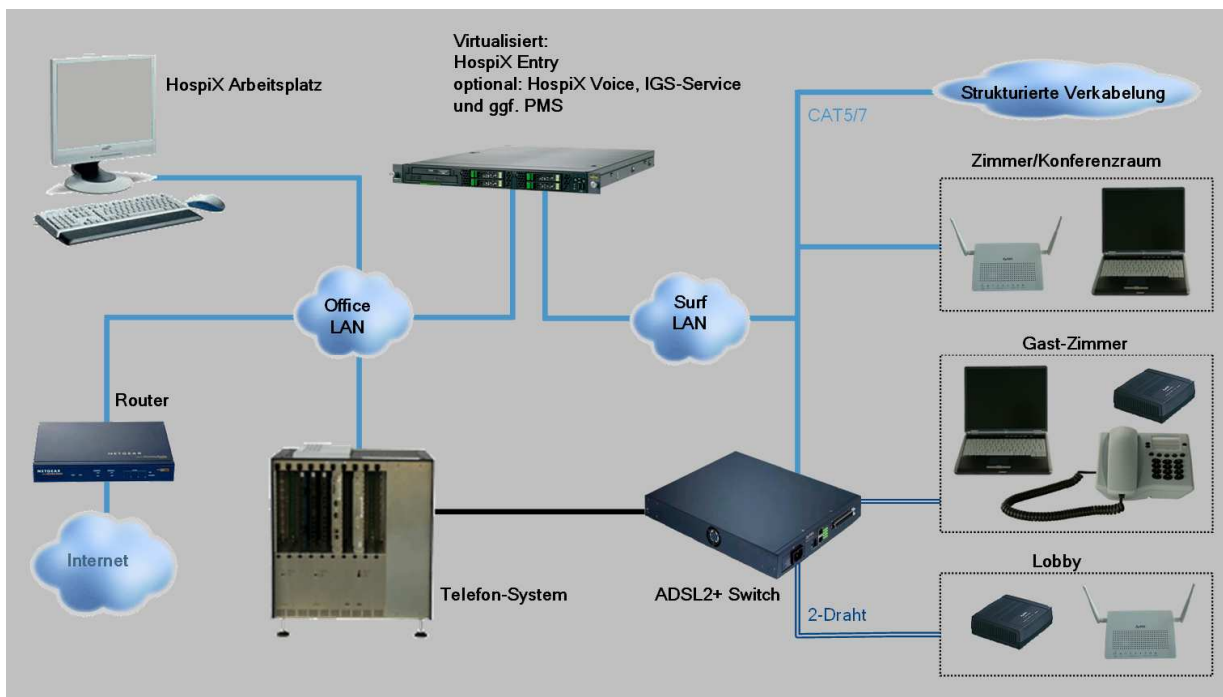 Virtualisiert:
HospiX Entry
optional: HospiX Voice, IGS-Service
und ggf. PMS
HospiX Arbeitsplatz
Strukturierte Verkabelung
CAT5/7
Zimmer/Konferenzraum
Office
LAN
Surf
LAN
Gast-Zimmer
Router
NETGEAR
Internet
Telefon-System
ADSL2+ Switch
2-Draht
Lobby